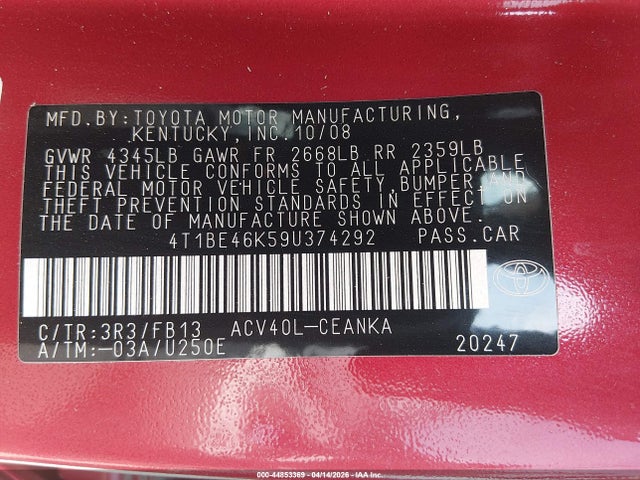 MFD.BY:TOYOTA MOTOR MANUFACTURING,
KENTUCKY,INC.10/08
GVWR 4345LB GAWR FR 2668LB RR 2359LB
THIS VEHICLE CONFORMS TO ALL APPLICABLE
FEDERAL MOTOR VEHICLE SAFETY,BUMPER,AND
THEFT PREVENTION STANDARDS IN EFFECT ON
THE DATE OF MANUFACTURE SHOWN ABOVE.
4T1BE46K59U374292 PASS.CAR
C/TR:3R3/FB13 ACV40L-CEANKA
A/TM:-03A/U250E 20247
TOYOTA
000-44853369 - 04/14/2026 - IAA Inc.